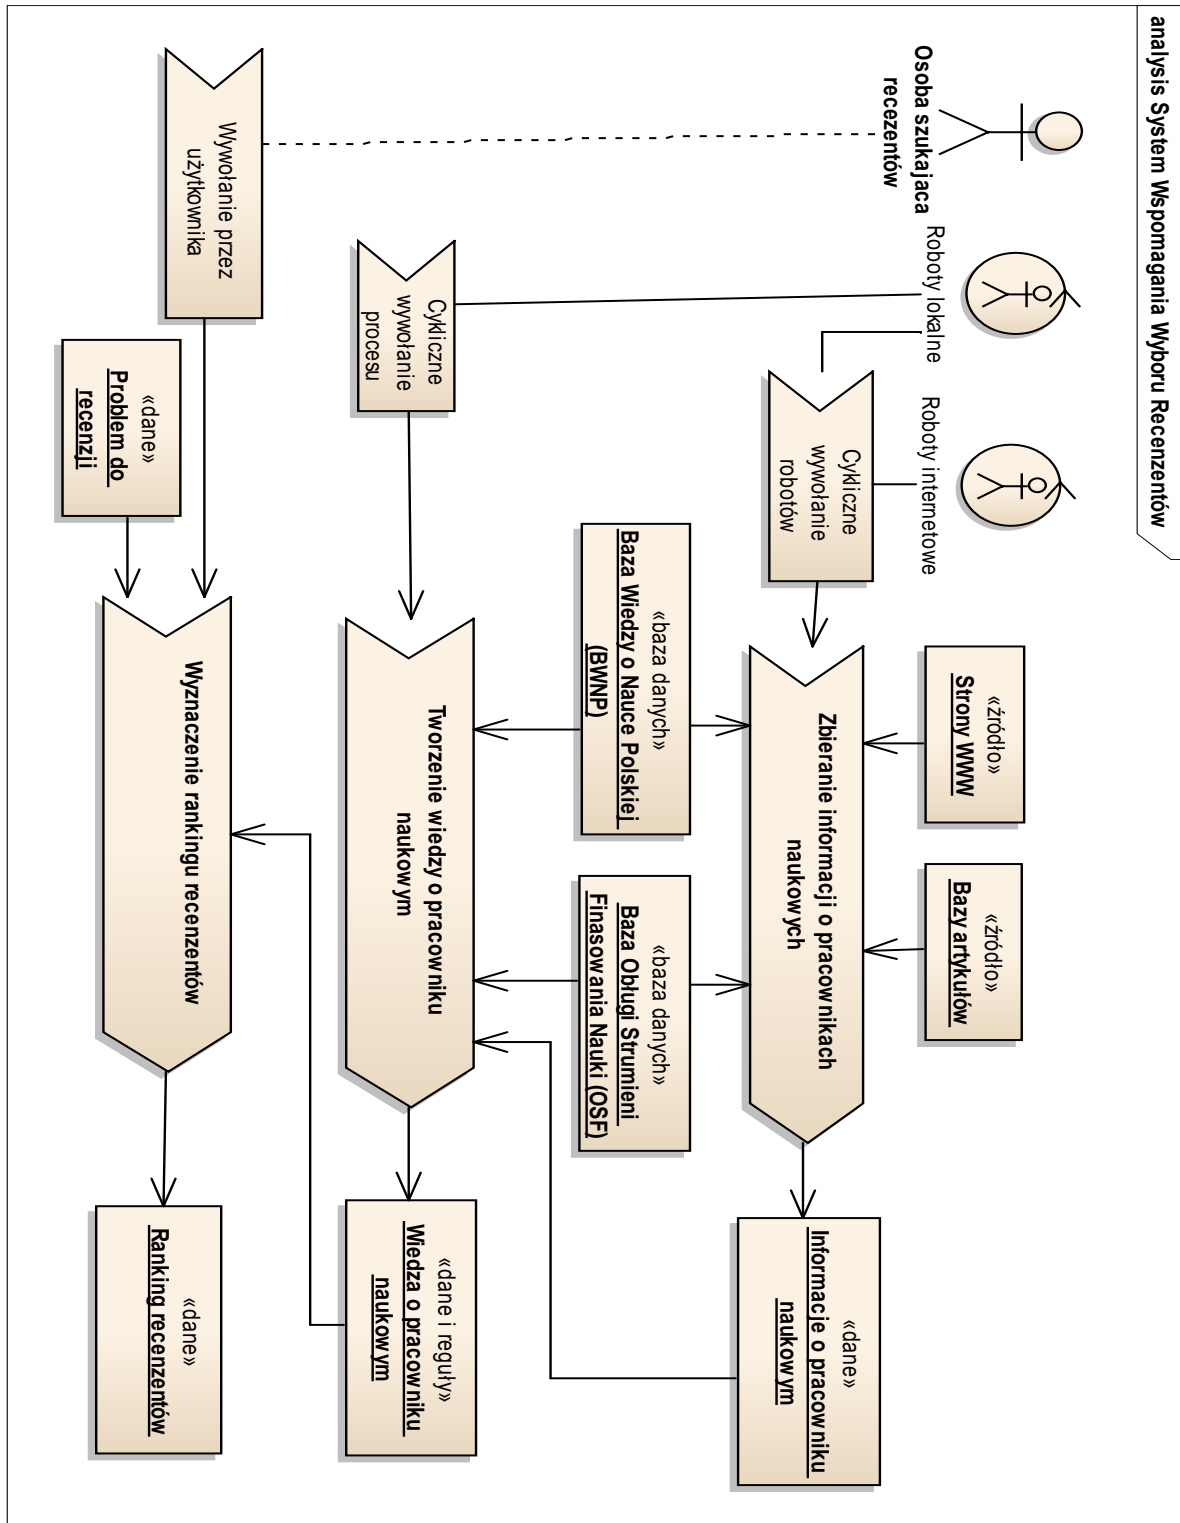 analysis System Wspomagania Wyboru Recenzentów
Osoba szukajaca
recezentów
Roboty lokalne
Roboty internetowe
Cykliczne
wywołanie
robotów
«źródło»
Strony WWW
«źródło»
Bazy artykułów
Zbieranie informacji o pracownikach
naukowych
«dane»
Informacje o pracowniku
naukowym
«baza danych»
Baza Wiedzy o Nauce Polskiej
(BWNP)
«baza danych»
Baza Obługi Strumieni
Finasowania Nauki (OSF)
Cykliczne
wywołanie
procesu
Tworzenie wiedzy o pracowniku
naukowym
«dane i reguły»
Wiedza o pracowniku
naukowym
Wywołanie przez
użytkownika
«dane»
Problem do
recenzji
Wyznaczenie rankingu recenzentów
«dane»
Ranking recenzentów